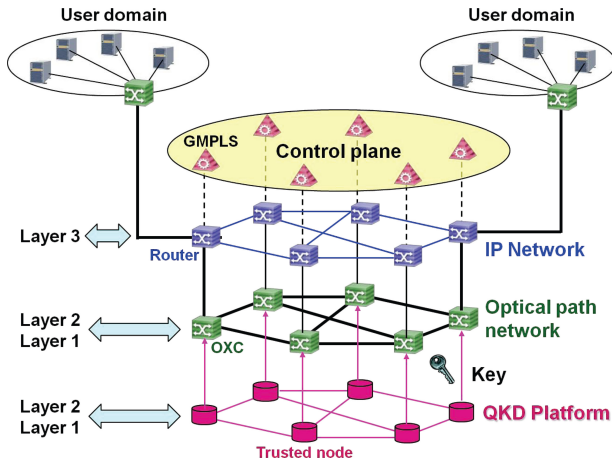 User domain
User domain
GMPLS
Control plane
Layer 3
Router
IP Network
Layer 2
Layer 1
OXC
Optical path
network
Key
Layer 2
Layer 1
QKD Platform
Trusted node